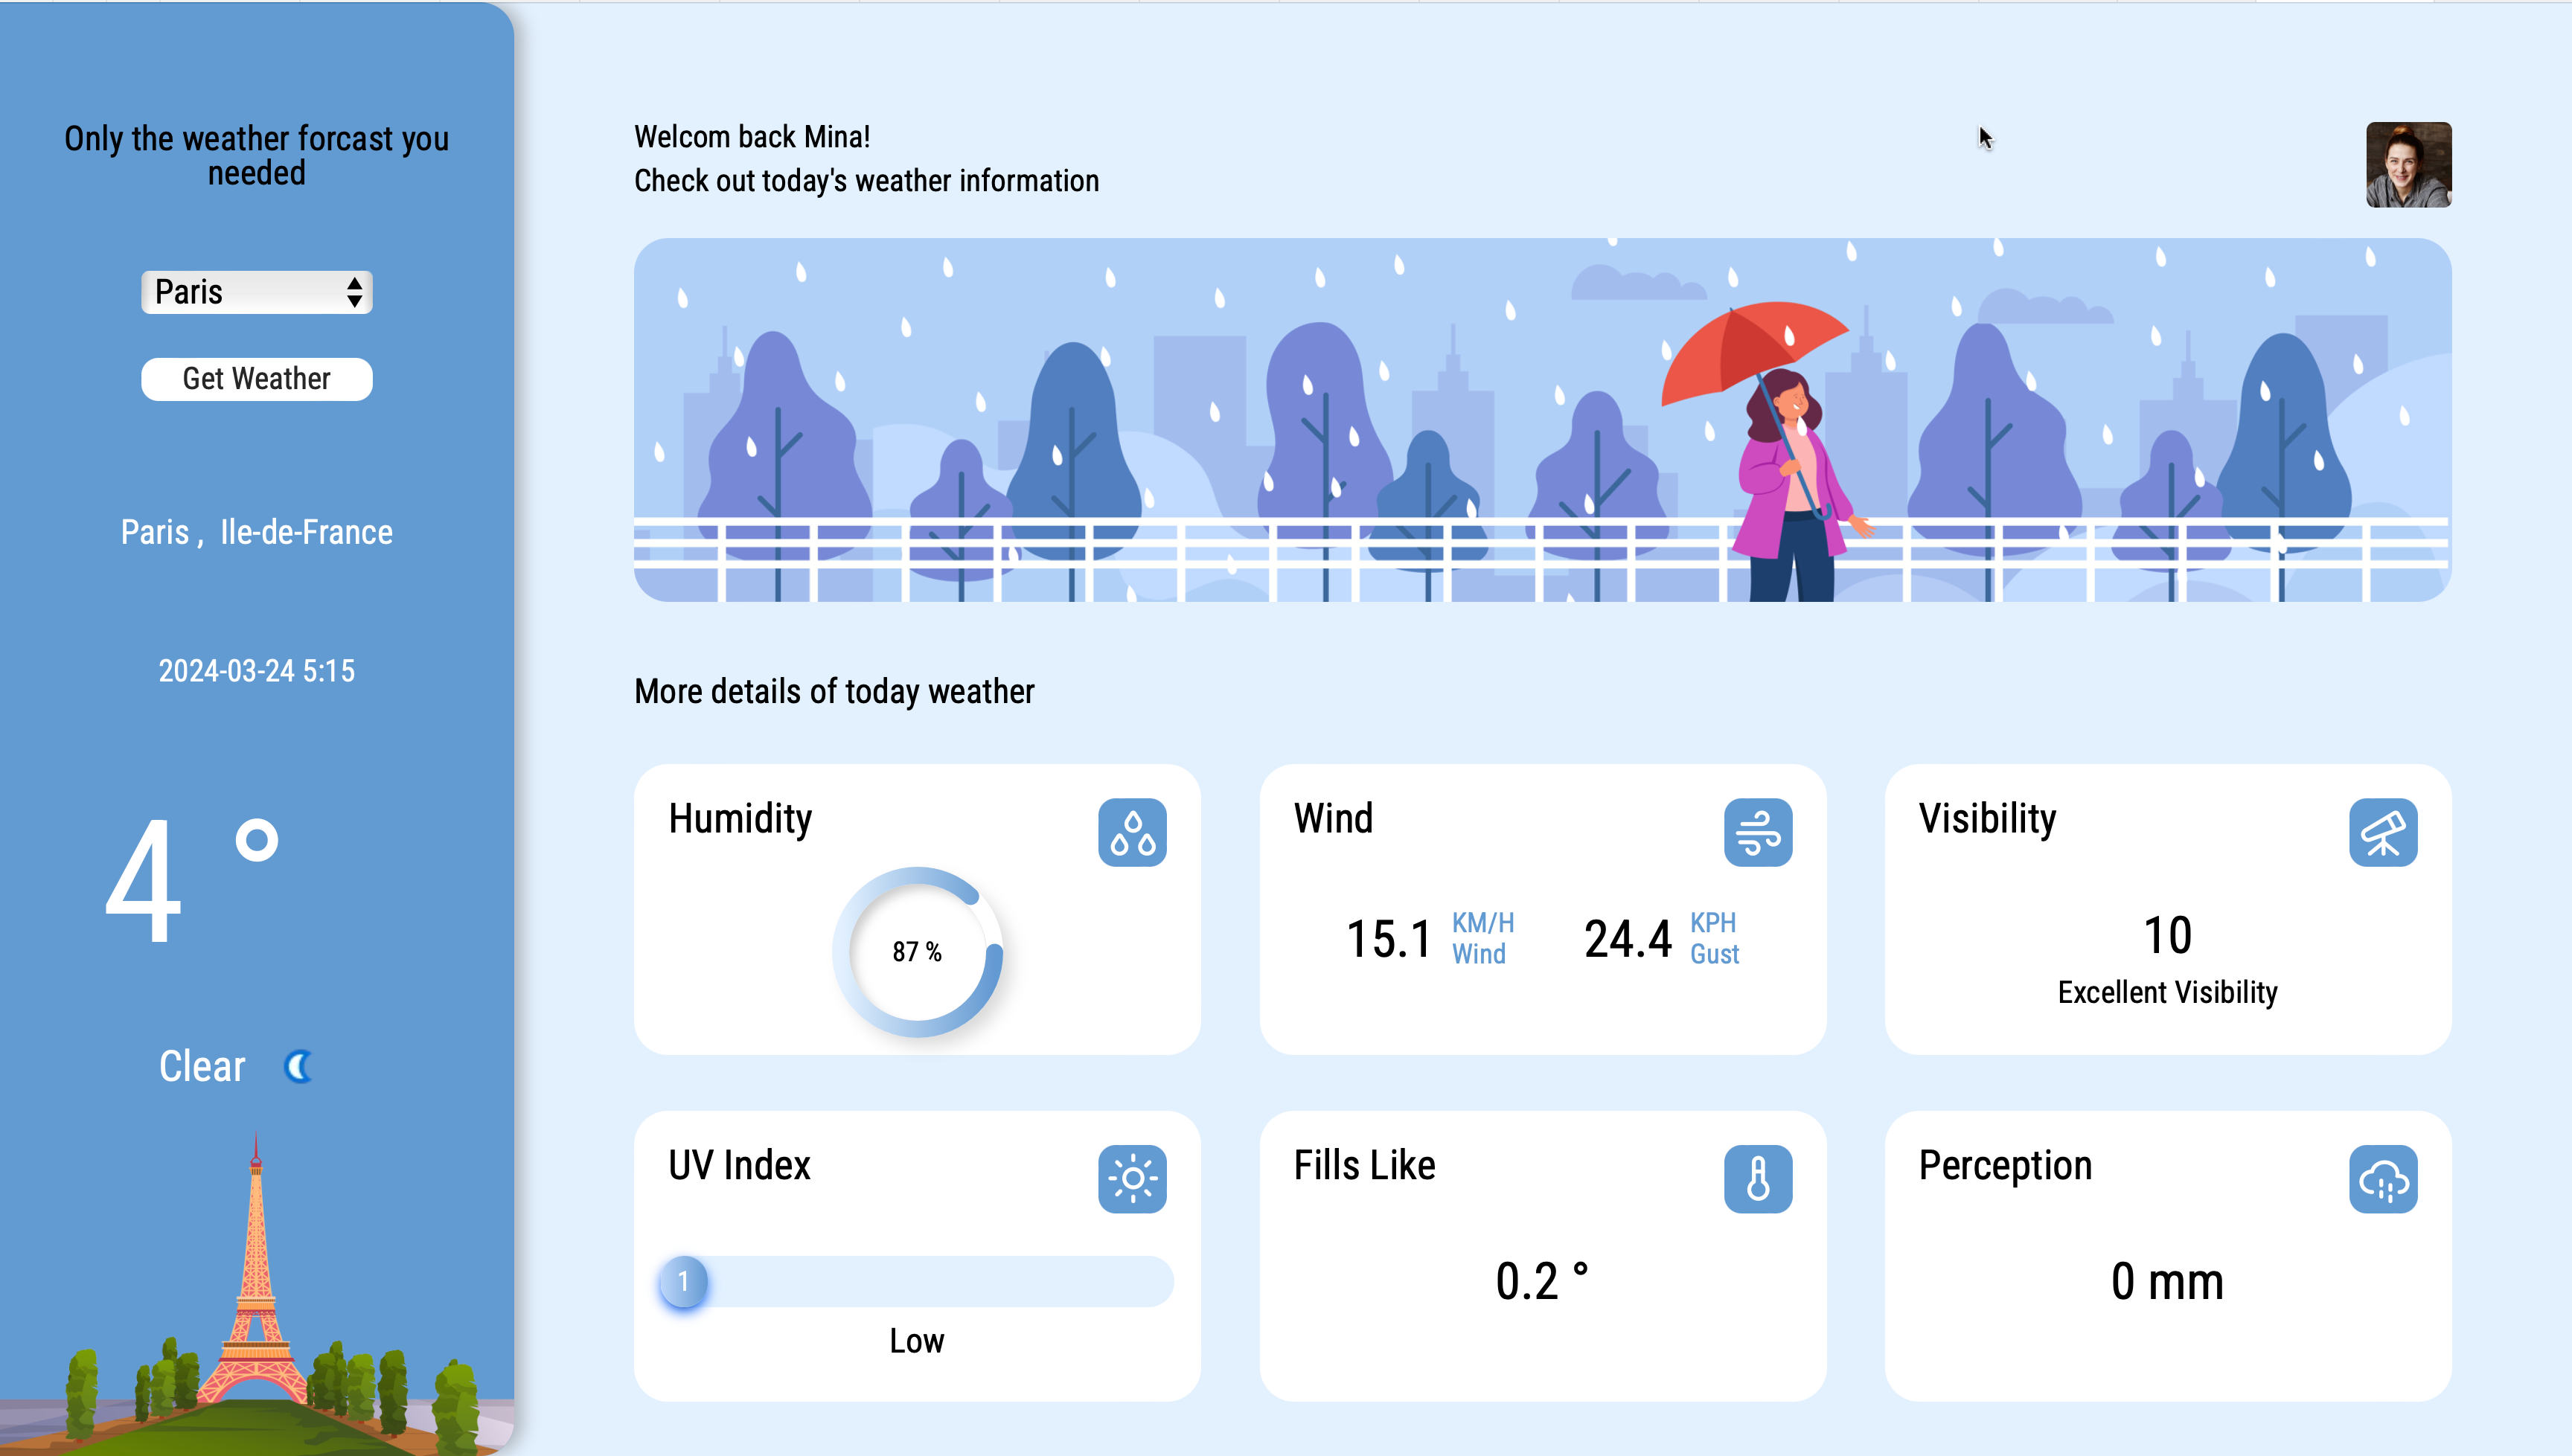 Only the weather forcast you
needed
Paris
Get Weather
Paris ,  Ile-de-France
2024-03-24 5:15
4 °
Clear
Welcom back Mina!
Check out today's weather information
More details of today weather
Humidity
87 %
Wind
15.1 KM/H Wind
24.4 KPH Gust
Visibility
10
Excellent Visibility
UV Index
1
Low
Fills Like
0.2 °
Perception
0 mm